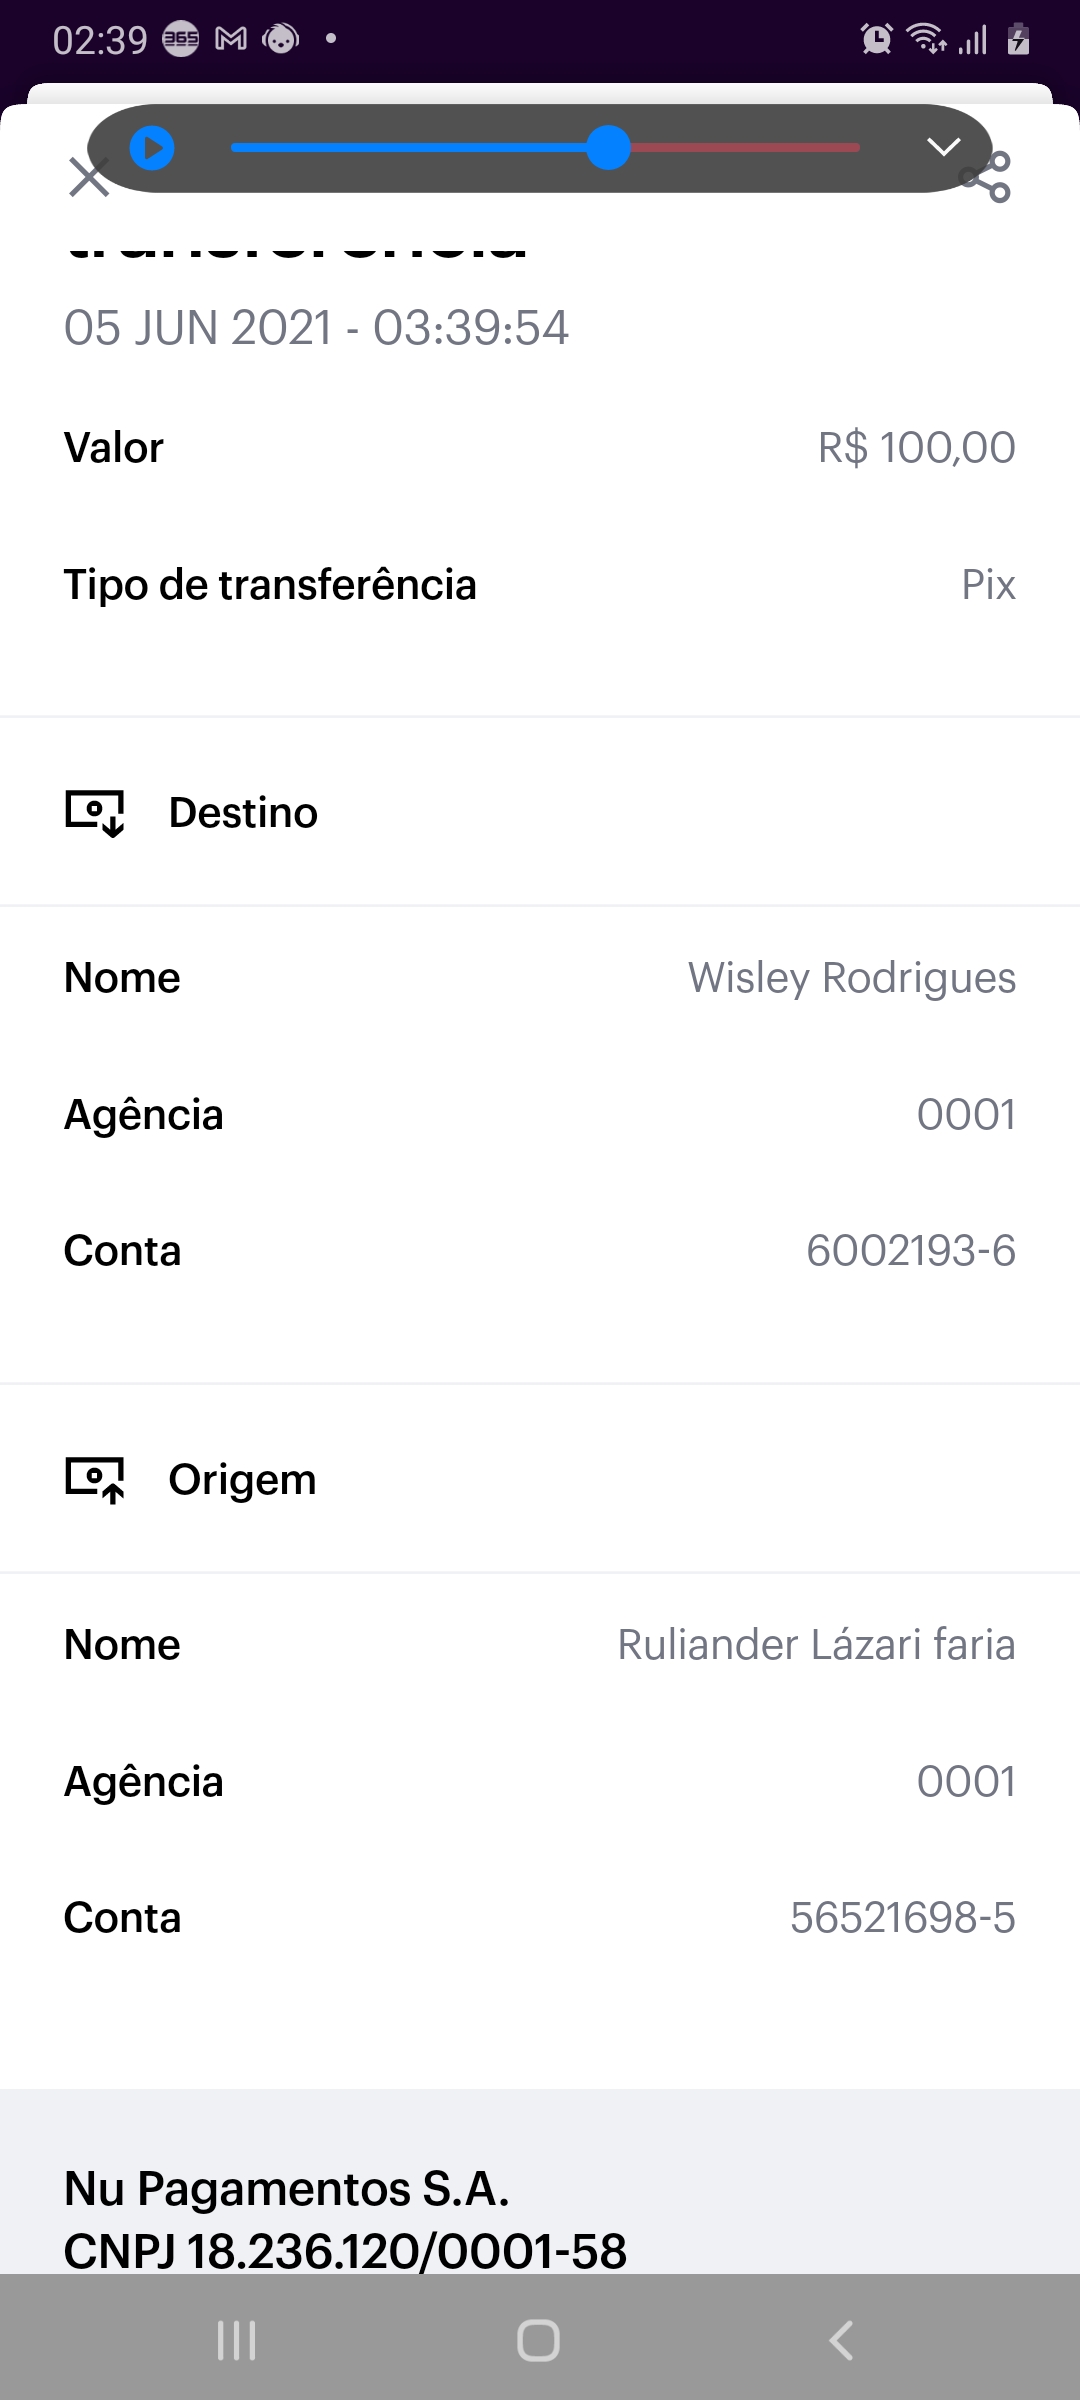 02:39
365
transferência
05 JUN 2021 - 03:39:54
Valor R$ 100,00
Tipo de transferência Pix
Destino
Nome Wisley Rodrigues
Agência 0001
Conta 6002193-6
Origem
Nome Ruliander Lázari faria
Agência 0001
Conta 56521698-5
Nu Pagamentos S.A.
CNPJ 18.236.120/0001-58